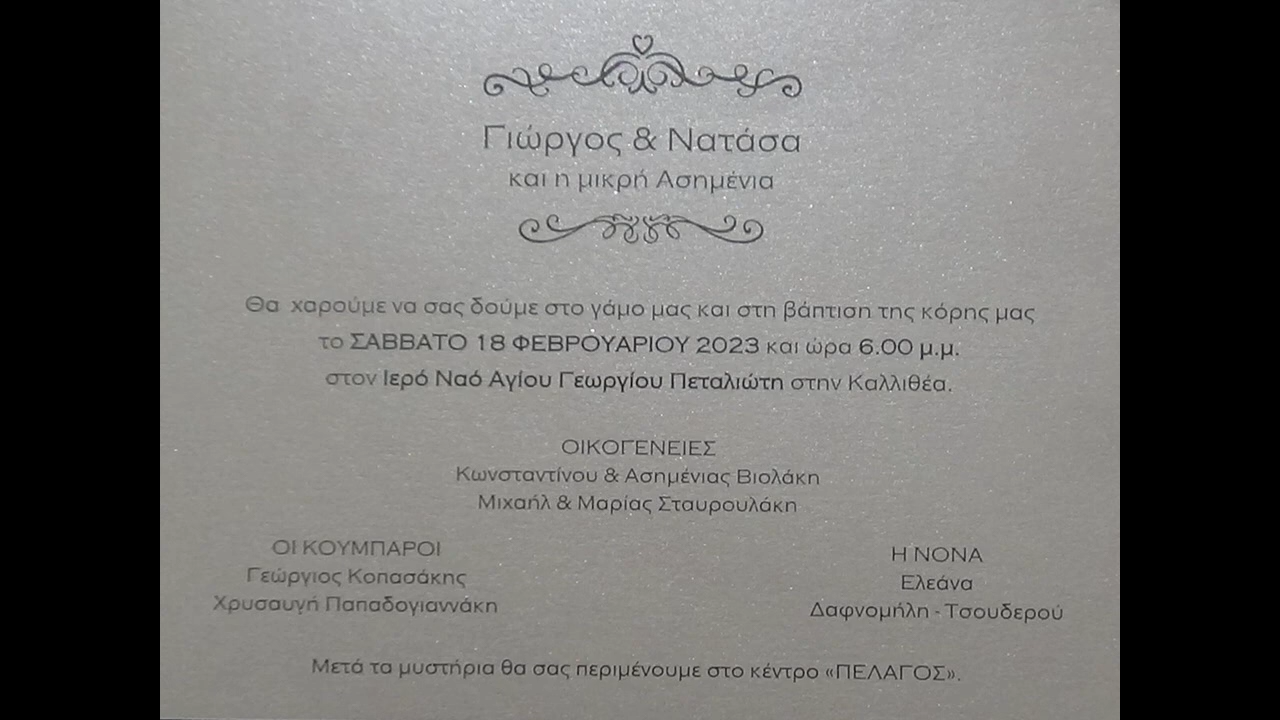 Γιώργος & Νατάσα
και η μικρή Ασημένια
Θα χαρούμε να σας δούμε στο γάμο μας και στη βάπτιση της κόρης μας
το ΣΑΒΒΑΤΟ 18 ΦΕΒΡΟΥΑΡΙΟΥ 2023 και ώρα 6.00 μ.μ.
στον Ιερό Ναό Αγίου Γεωργίου Πεταλιώτη στην Καλλιθέα.
ΟΙΚΟΓΕΝΕΙΕΣ
Κωνσταντίνου & Ασημένιας Βιολάκη
Μιχαήλ & Μαρίας Σταυρουλάκη
ΟΙ ΚΟΥΜΠΑΡΟΙ
Γεώργιος Κοπασάκης
Χρυσαυγή Παπαδογιαννάκη
Η ΝΟΝΑ
Ελεάνα
Δαφνομήλη - Τσουδερού
Μετά τα μυστήρια θα σας περιμένουμε στο κέντρο «ΠΕΛΑΓΟΣ».